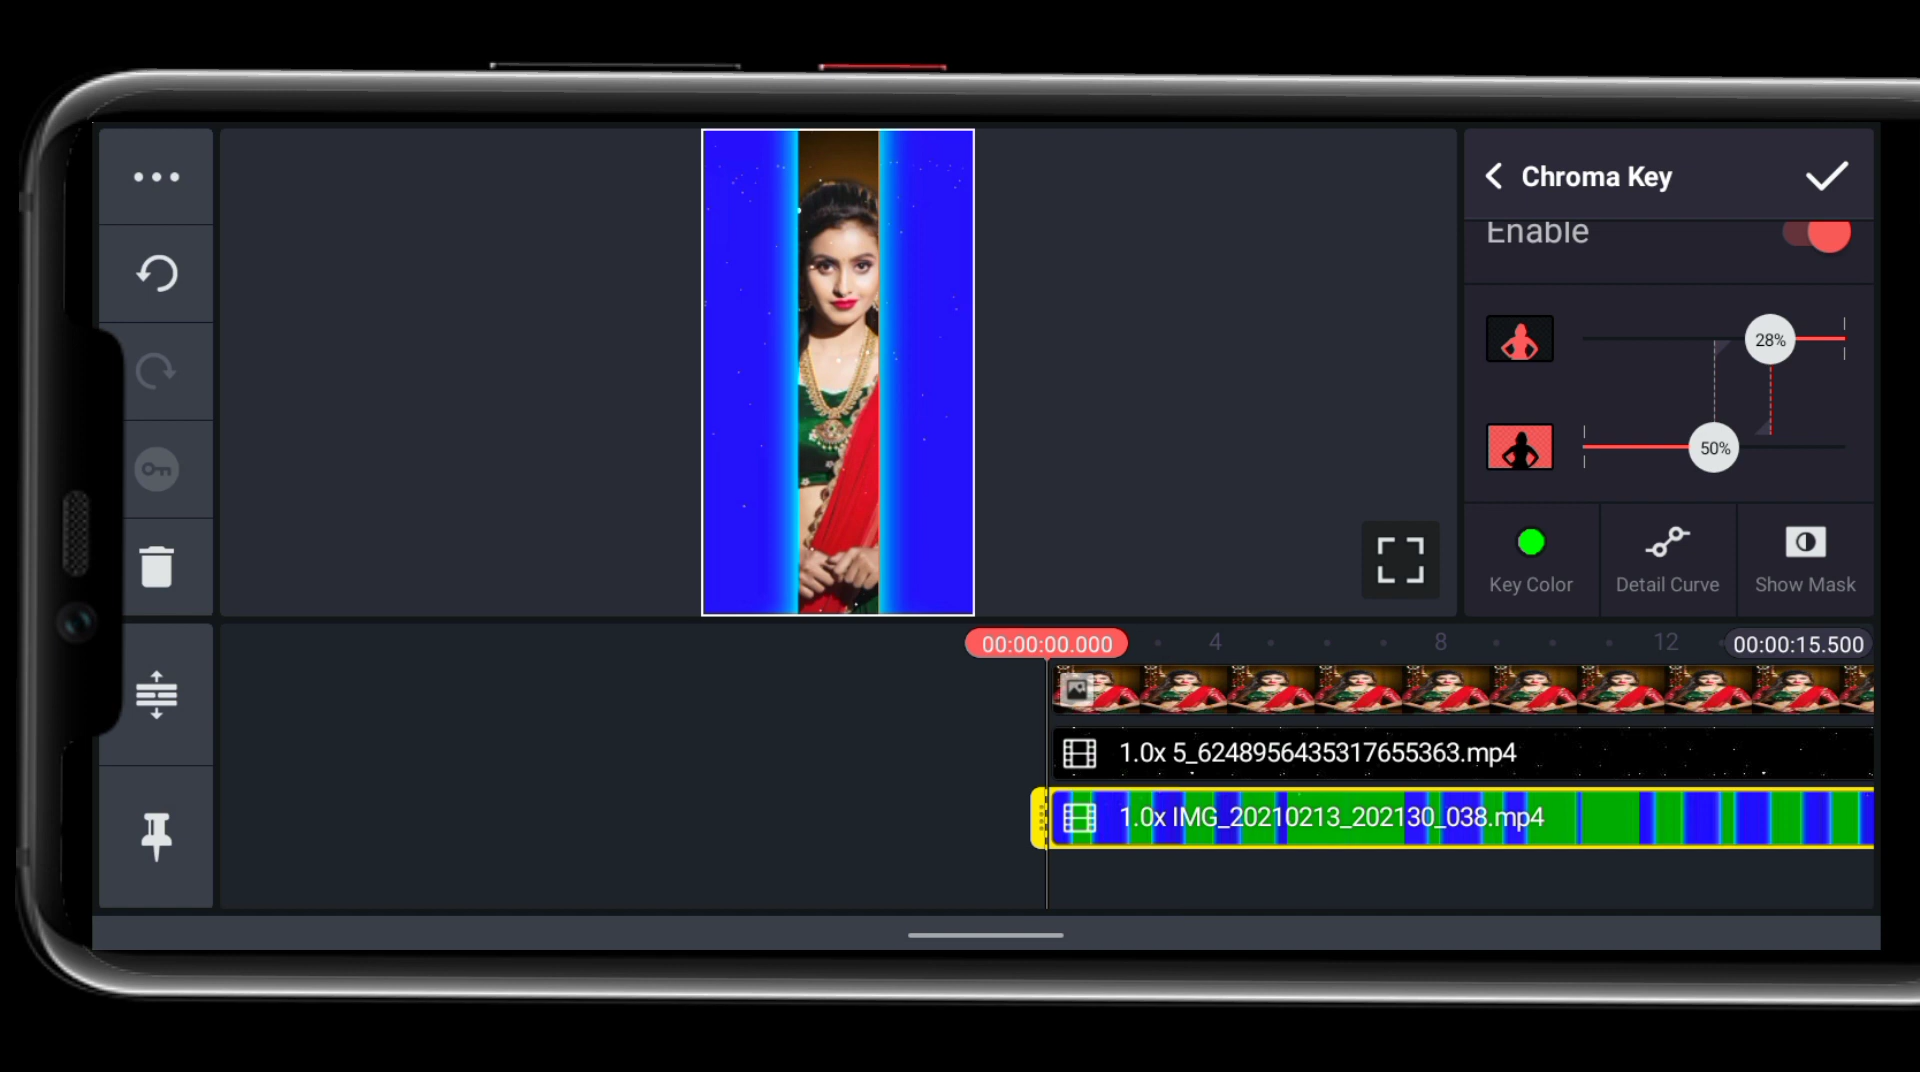 Chroma Key
Enable
28%
50%
Key Color
Detail Curve
Show Mask
00:00:00.000
4
8
12
00:00:15.500
1.0x 5_6248956435317655363.mp4
1.0x IMG_20210213_202130_038.mp4